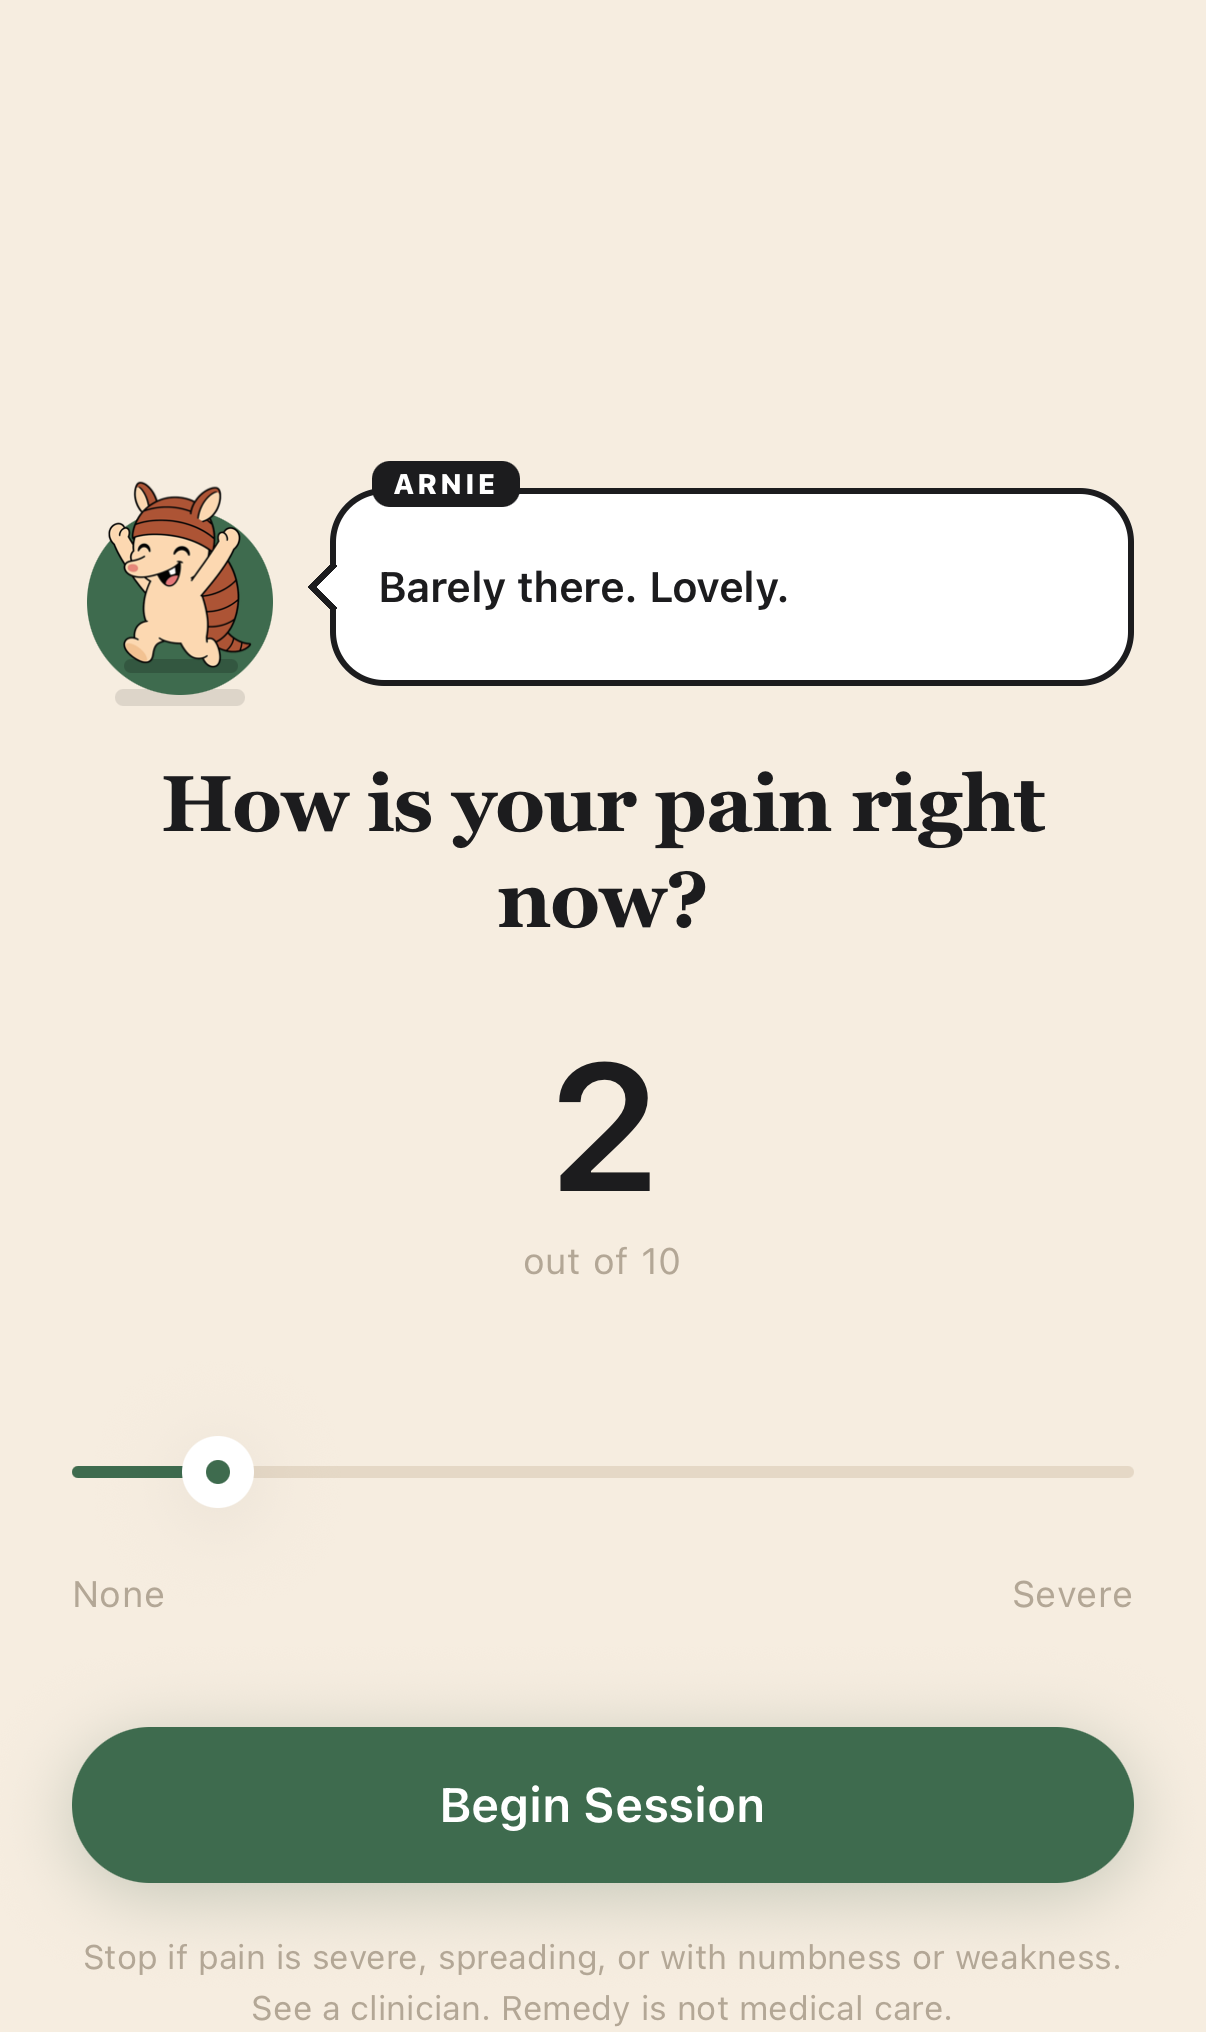 ARNIE
Barely there. Lovely.
How is your pain right
now?
2
out of 10
None
Severe
Begin Session
Stop if pain is severe, spreading, or with numbness or weakness.
See a clinician. Remedy is not medical care.